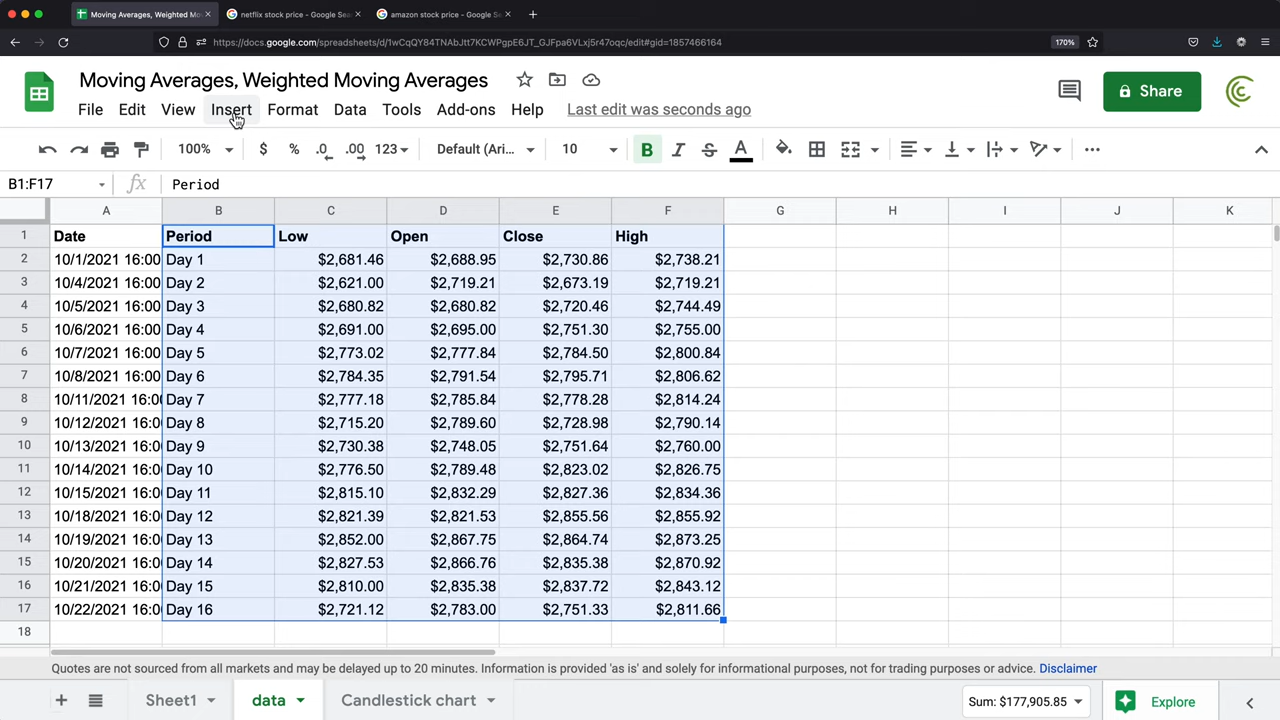 Moving Averages, Weighted Mo
netflix stock price - Google Sea
amazon stock price - Google Se
https://docs.google.com/spreadsheets/d/1wCqQY84TNAbJtt7KCWPgpE6JT_GJFpa6VLxj5r47oqc/edit#gid=1857466164
170%
Moving Averages, Weighted Moving Averages
File Edit View Insert Format Data Tools Add-ons Help Last edit was seconds ago
Share
100% $ % .0 .00 123 Default (Ari... 10 B I S A
B1:F17 fx Period
A B C D E F G H I J K
1 Date Period Low Open Close High
2 10/1/2021 16:00 Day 1 $2,681.46 $2,688.95 $2,730.86 $2,738.21
3 10/4/2021 16:00 Day 2 $2,621.00 $2,719.21 $2,673.19 $2,719.21
4 10/5/2021 16:00 Day 3 $2,680.82 $2,680.82 $2,720.46 $2,744.49
5 10/6/2021 16:00 Day 4 $2,691.00 $2,695.00 $2,751.30 $2,755.00
6 10/7/2021 16:00 Day 5 $2,773.02 $2,777.84 $2,784.50 $2,800.84
7 10/8/2021 16:00 Day 6 $2,784.35 $2,791.54 $2,795.71 $2,806.62
8 10/11/2021 16:0 Day 7 $2,777.18 $2,785.84 $2,778.28 $2,814.24
9 10/12/2021 16:0 Day 8 $2,715.20 $2,789.60 $2,728.98 $2,790.14
10 10/13/2021 16:0 Day 9 $2,730.38 $2,748.05 $2,751.64 $2,760.00
11 10/14/2021 16:0 Day 10 $2,776.50 $2,789.48 $2,823.02 $2,826.75
12 10/15/2021 16:0 Day 11 $2,815.10 $2,832.29 $2,827.36 $2,834.36
13 10/18/2021 16:0 Day 12 $2,821.39 $2,821.53 $2,855.56 $2,855.92
14 10/19/2021 16:0 Day 13 $2,852.00 $2,867.75 $2,864.74 $2,873.25
15 10/20/2021 16:0 Day 14 $2,827.53 $2,866.76 $2,835.38 $2,870.92
16 10/21/2021 16:0 Day 15 $2,810.00 $2,835.38 $2,837.72 $2,843.12
17 10/22/2021 16:0 Day 16 $2,721.12 $2,783.00 $2,751.33 $2,811.66
18
Quotes are not sourced from all markets and may be delayed up to 20 minutes. Information is provided 'as is' and solely for informational purposes, not for trading purposes or advice. Disclaimer
Sheet1 data Candlestick chart Sum: $177,905.85 Explore